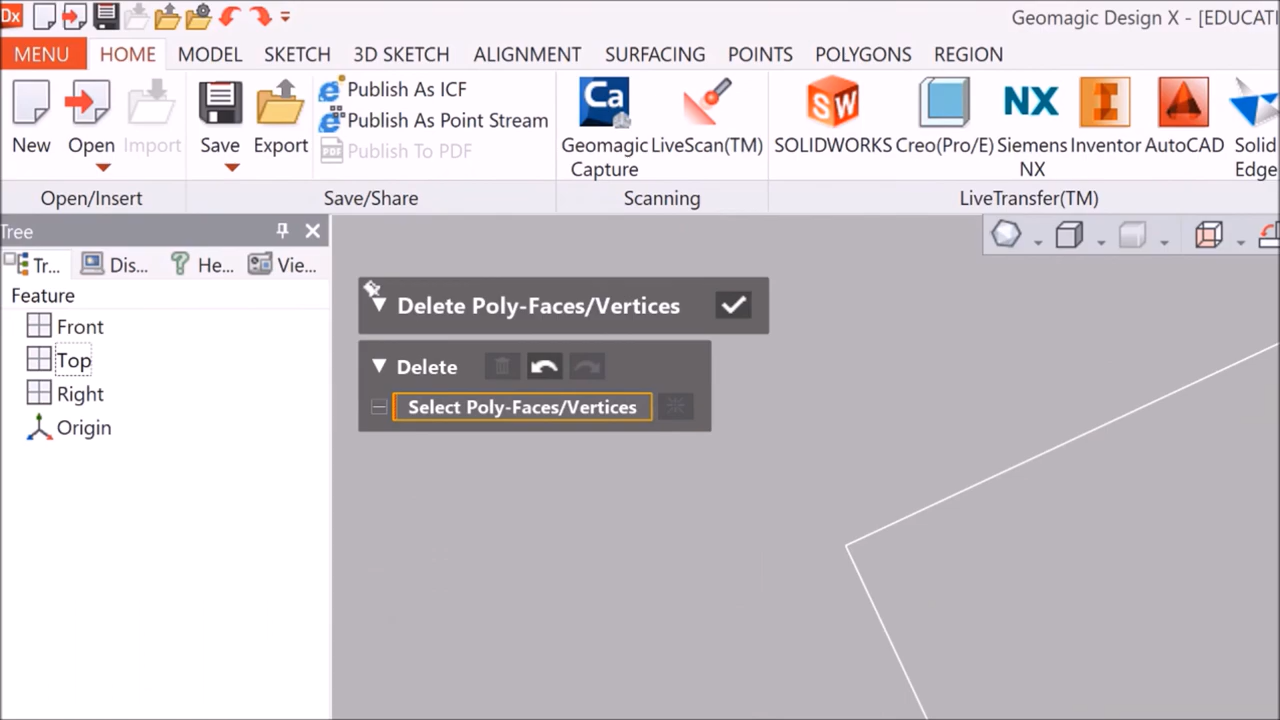 Dx
Geomagic Design X - [EDUCATI
MENU HOME MODEL SKETCH 3D SKETCH ALIGNMENT SURFACING POINTS POLYGONS REGION
New Open Import
Save Export
Publish As ICF
Publish As Point Stream
PDF Publish To PDF
Ca
Geomagic Capture
LiveScan(TM)
SW
SOLIDWORKS
Creo(Pro/E)
NX
Siemens NX
Inventor
AutoCAD
Solid Edge
Open/Insert Save/Share Scanning LiveTransfer(TM)
Tree
Tr... Dis... He... Vie...
Feature
Front
Top
Right
Origin
Delete Poly-Faces/Vertices
Delete
Select Poly-Faces/Vertices